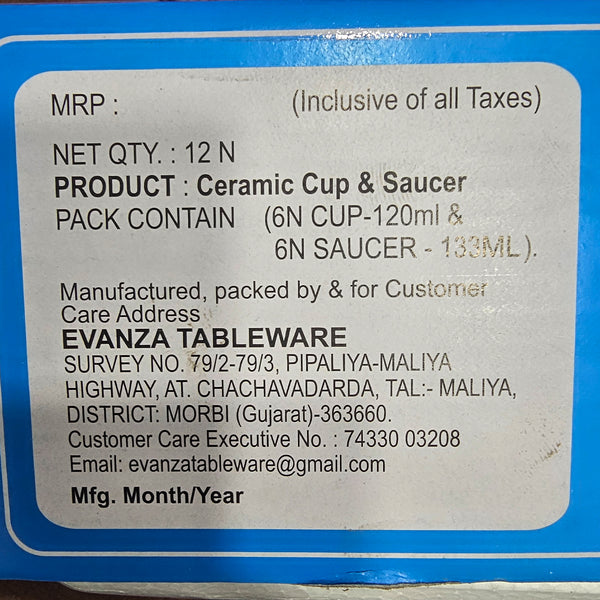 MRP : (Inclusive of all Taxes)
NET QTY. : 12 N
PRODUCT : Ceramic Cup & Saucer
PACK CONTAIN (6N CUP-120ml &
6N SAUCER - 133ML).
Manufactured, packed by & for Customer
Care Address
EVANZA TABLEWARE
SURVEY NO. 79/2-79/3, PIPALIYA-MALIYA
HIGHWAY, AT. CHACHAVADARDA, TAL:- MALIYA,
DISTRICT: MORBI (Gujarat)-363660.
Customer Care Executive No. : 74330 03208
Email: evanzatableware@gmail.com
Mfg. Month/Year